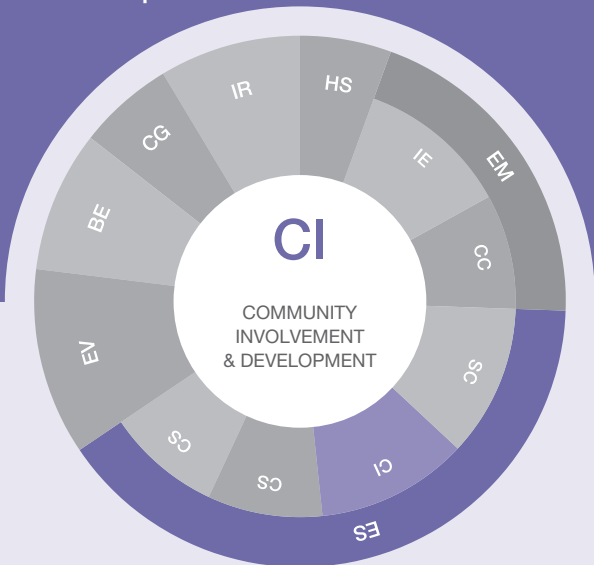 HS
EM
IE
CC
SC
CI
ES
CS
CS
EV
BE
CG
IR
CI
COMMUNITY
INVOLVEMENT
& DEVELOPMENT